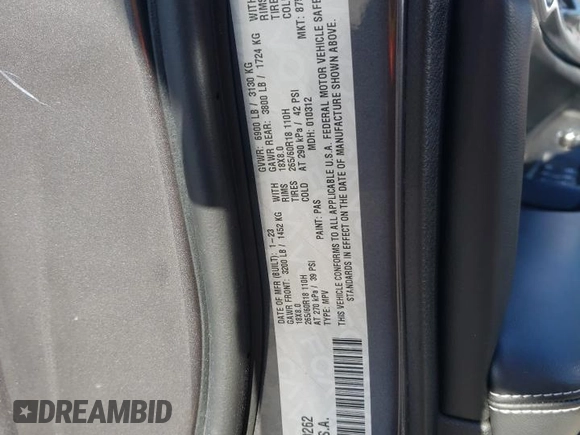 DATE OF MFR (BUILT): 1-23
GVWR: 6900 LB / 3130 KG
GAWR FRONT: 3200 LB / 1452 KG WITH
GAWR REAR: 3800 LB / 1724 KG WITH
18X8.0 RIMS
18X8.0 RIMS
265/60R18 110H TIRES
265/60R18 110H TIRES
AT 270 kPa / 39 PSI COLD
AT 290 kPa / 42 PSI COLD
TYPE: MPV PAINT: PAS MDH: 010312 MKT:
THIS VEHICLE CONFORMS TO ALL APPLICABLE U.S.A. FEDERAL MOTOR VEHICLE
STANDARDS IN EFFECT ON THE DATE OF MANUFACTURE SHOWN ABOVE.
262
S.A.
DREAMBID